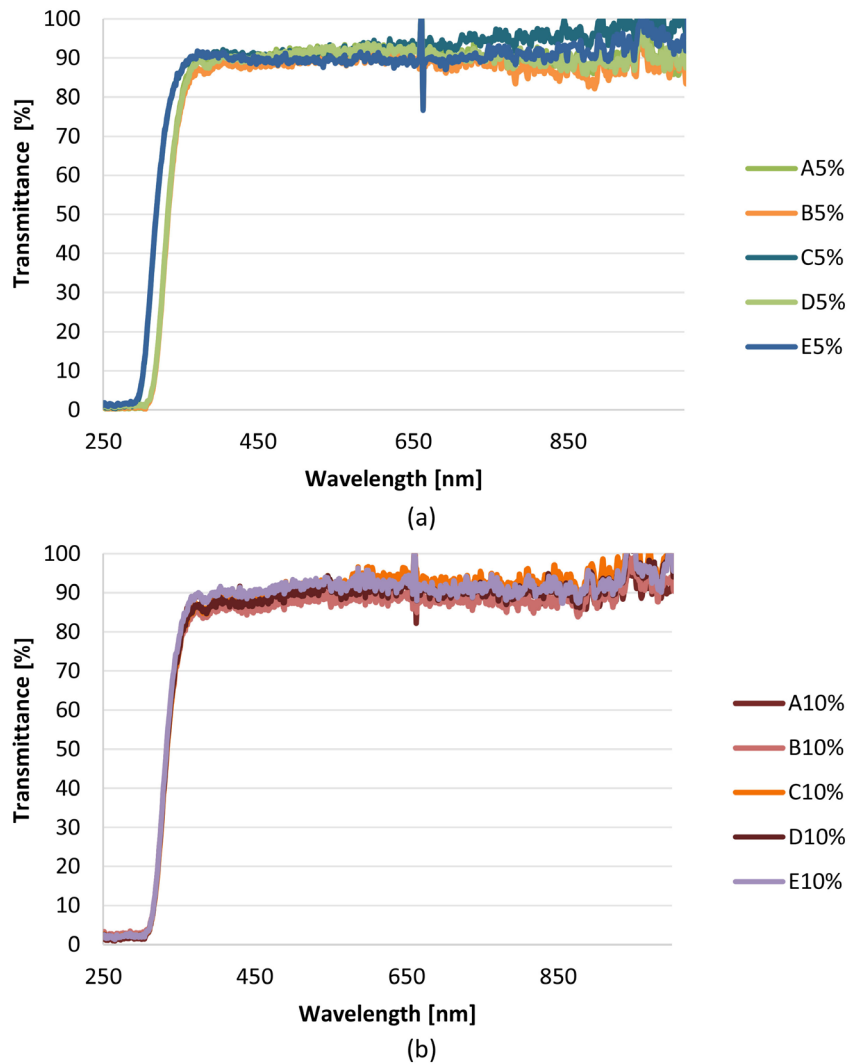 100
90
80
70
60
50
40
30
20
10
0
Transmittance [%]
250 450 650 850
Wavelength [nm]
A5%
B5%
C5%
D5%
E5%
(a)
100
90
80
70
60
50
40
30
20
10
0
Transmittance [%]
250 450 650 850
Wavelength [nm]
A10%
B10%
C10%
D10%
E10%
(b)